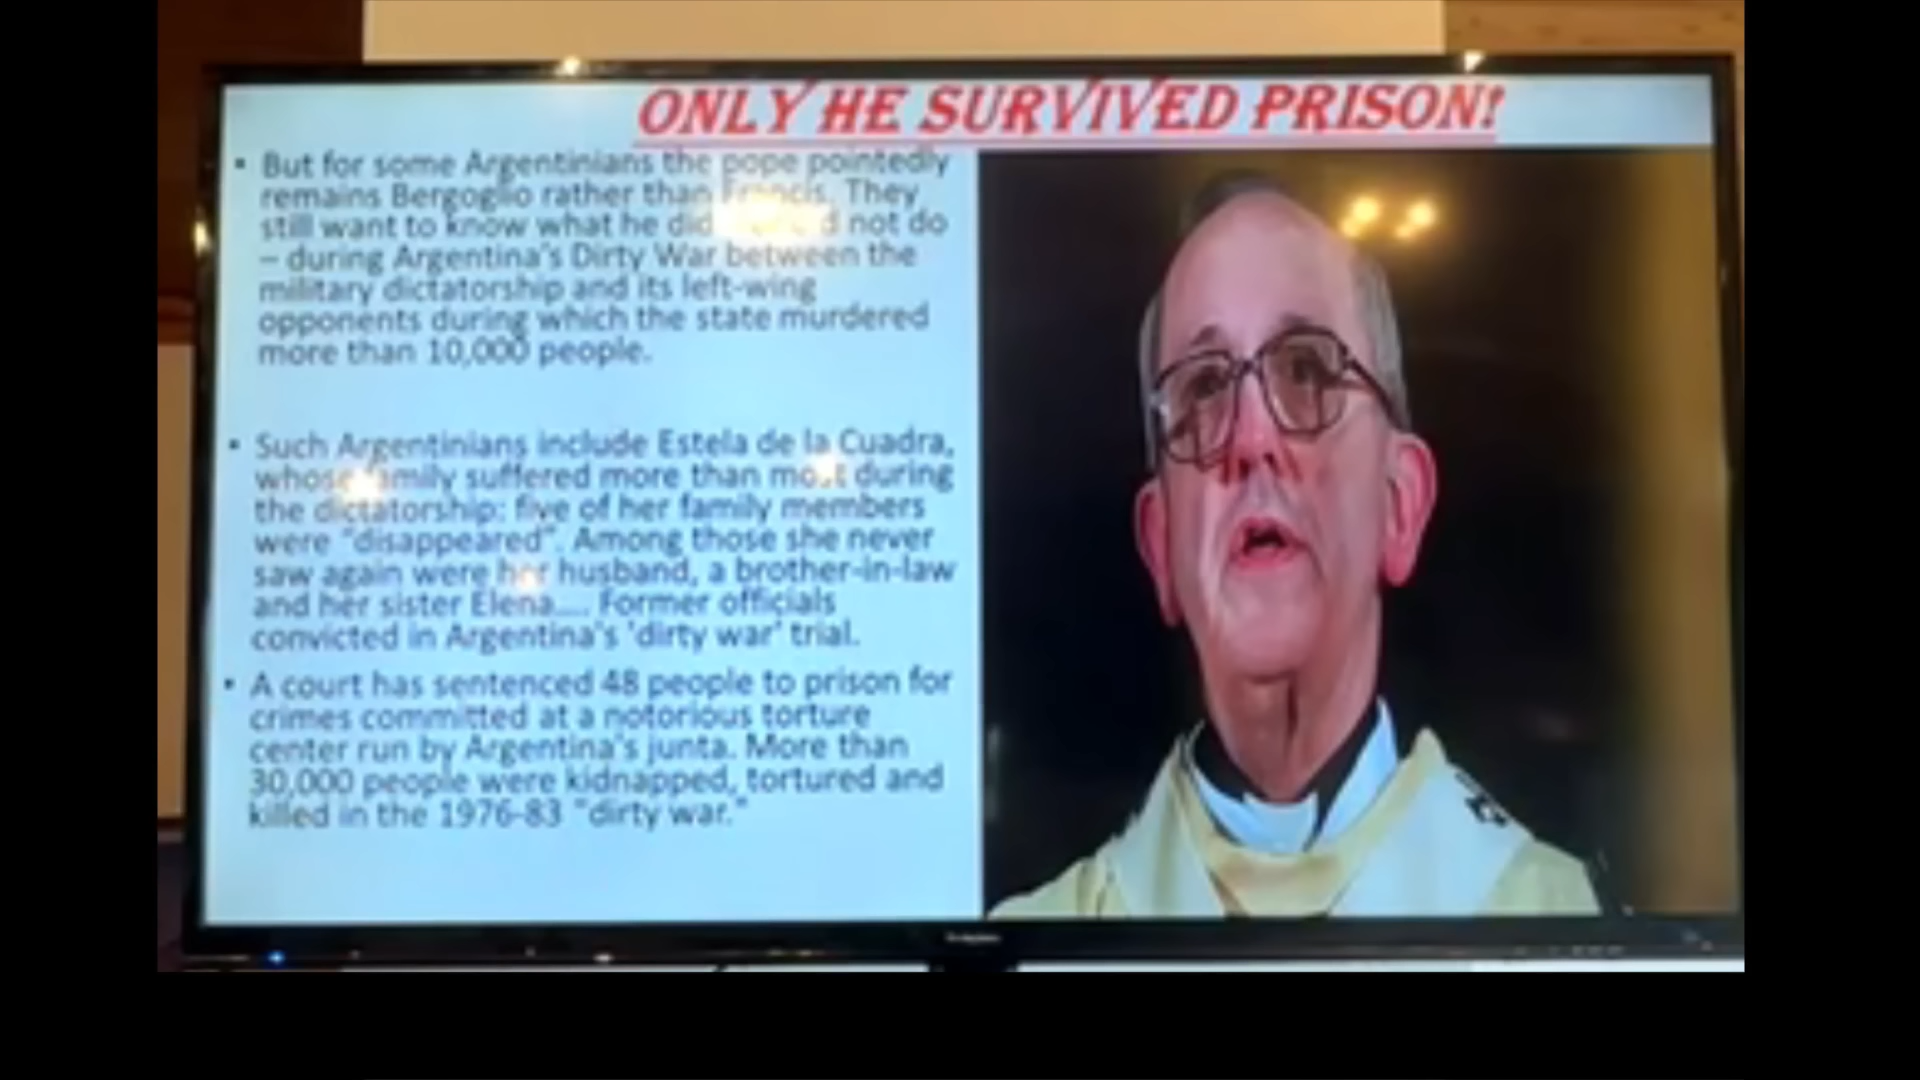 ONLY HE SURVIVED PRISON!
• But for some Argentinians the pope pointedly
remains Bergoglio rather than Francis. They
still want to know what he did not do
– during Argentina's Dirty War between the
military dictatorship and its left-wing
opponents during which the state murdered
more than 10,000 people.
• Such Argentinians include Estela de la Cuadra,
whose family suffered more than most during
the dictatorship: five of her family members
were "disappeared". Among those she never
saw again were her husband, a brother-in-law
and her sister Elena.... Former officials
convicted in Argentina's 'dirty war' trial.
• A court has sentenced 48 people to prison for
crimes committed at a notorious torture
center run by Argentina's junta. More than
30,000 people were kidnapped, tortured and
killed in the 1976-83 "dirty war."